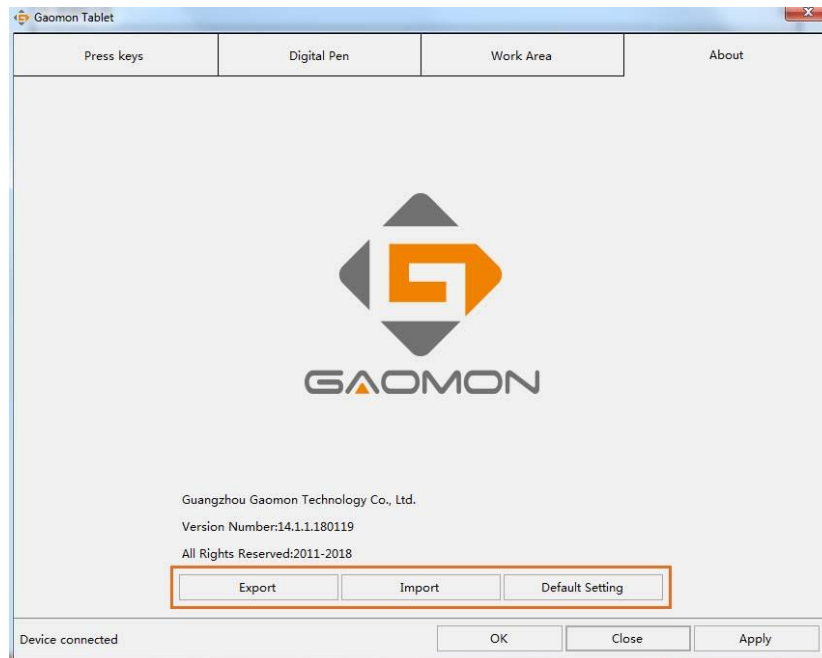 Gaomon Tablet
Press keys Digital Pen Work Area About
GAOMON
Guangzhou Gaomon Technology Co., Ltd.
Version Number:14.1.1.180119
All Rights Reserved:2011-2018
Export Import Default Setting
Device connected OK Close Apply